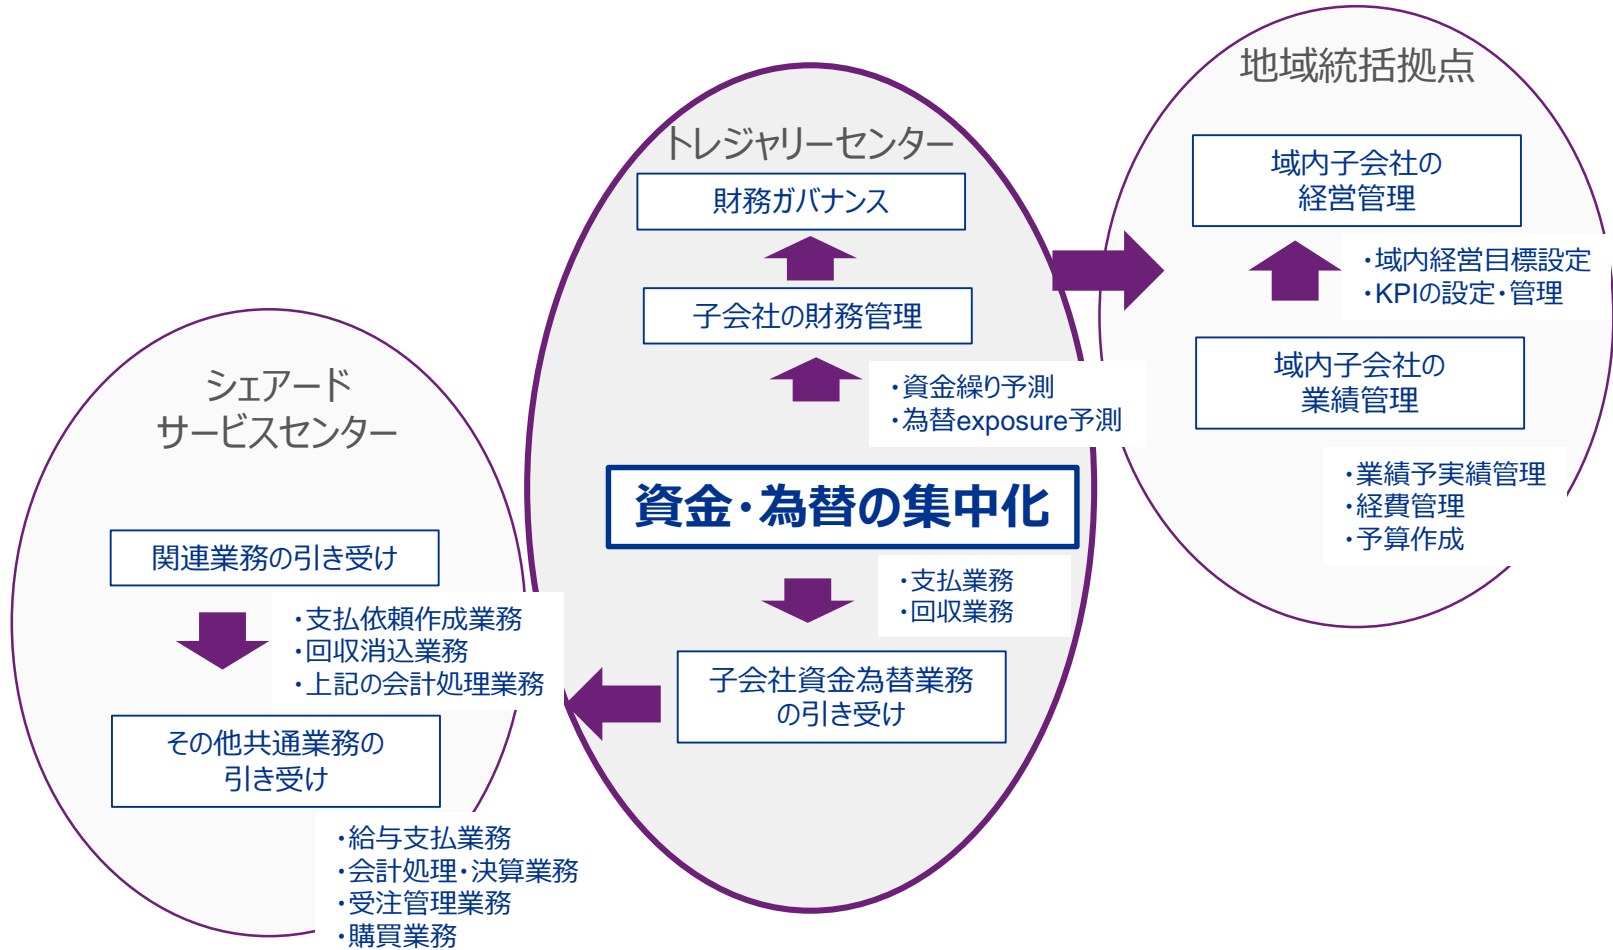 地域統括拠点
域内子会社の
経営管理
・域内経営目標設定
・KPIの設定・管理
域内子会社の
業績管理
・業績予実績管理
・経費管理
・予算作成
トレジャリーセンター
財務ガバナンス
子会社の財務管理
・資金繰り予測
・為替exposure予測
資金・為替の集中化
・支払業務
・回収業務
子会社資金為替業務
の引き受け
シェアード
サービスセンター
関連業務の引き受け
・支払依頼作成業務
・回収消込業務
・上記の会計処理業務
その他共通業務の
引き受け
・給与支払業務
・会計処理・決算業務
・受注管理業務
・購買業務